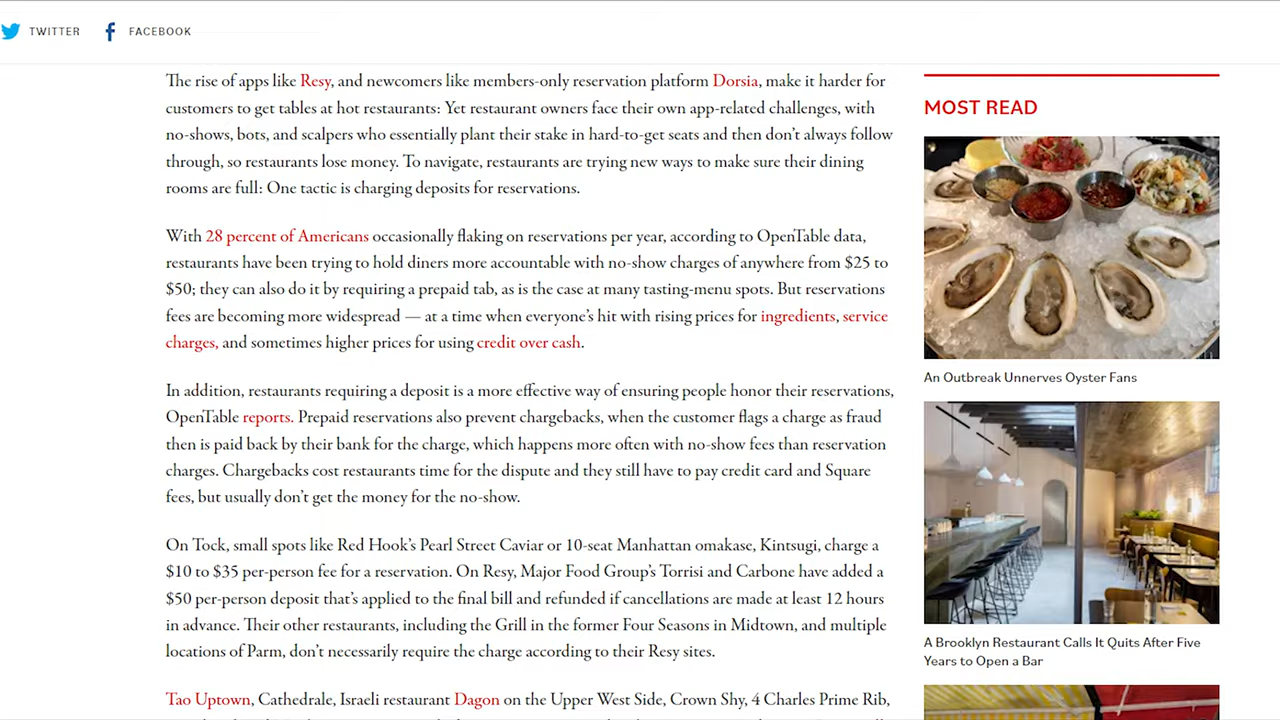 TWITTER
FACEBOOK
The rise of apps like Resy, and newcomers like members-only reservation platform Dorsia, make it harder for
customers to get tables at hot restaurants: Yet restaurant owners face their own app-related challenges, with
no-shows, bots, and scalpers who essentially plant their stake in hard-to-get seats and then don’t always follow
through, so restaurants lose money. To navigate, restaurants are trying new ways to make sure their dining
rooms are full: One tactic is charging deposits for reservations.
With 28 percent of Americans occasionally flaking on reservations per year, according to OpenTable data,
restaurants have been trying to hold diners more accountable with no-show charges of anywhere from $25 to
$50; they can also do it by requiring a prepaid tab, as is the case at many tasting-menu spots. But reservations
fees are becoming more widespread — at a time when everyone’s hit with rising prices for ingredients, service
charges, and sometimes higher prices for using credit over cash.
In addition, restaurants requiring a deposit is a more effective way of ensuring people honor their reservations,
OpenTable reports. Prepaid reservations also prevent chargebacks, when the customer flags a charge as fraud
then is paid back by their bank for the charge, which happens more often with no-show fees than reservation
charges. Chargebacks cost restaurants time for the dispute and they still have to pay credit card and Square
fees, but usually don’t get the money for the no-show.
On Tock, small spots like Red Hook’s Pearl Street Caviar or 10-seat Manhattan omakase, Kintsugi, charge a
$10 to $35 per-person fee for a reservation. On Resy, Major Food Group’s Torrisi and Carbone have added a
$50 per-person deposit that’s applied to the final bill and refunded if cancellations are made at least 12 hours
in advance. Their other restaurants, including the Grill in the former Four Seasons in Midtown, and multiple
locations of Parm, don’t necessarily require the charge according to their Resy sites.
Tao Uptown, Cathedrale, Israeli restaurant Dagon on the Upper West Side, Crown Shy, 4 Charles Prime Rib,
MOST READ
An Outbreak Unnerves Oyster Fans
A Brooklyn Restaurant Calls It Quits After Five
Years to Open a Bar